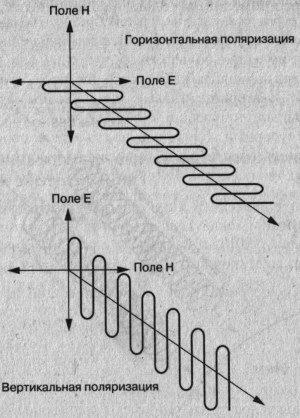 Поле Н
Горизонтальная поляризация
Поле Е
Поле Е
Поле Н
Вертикальная поляризация